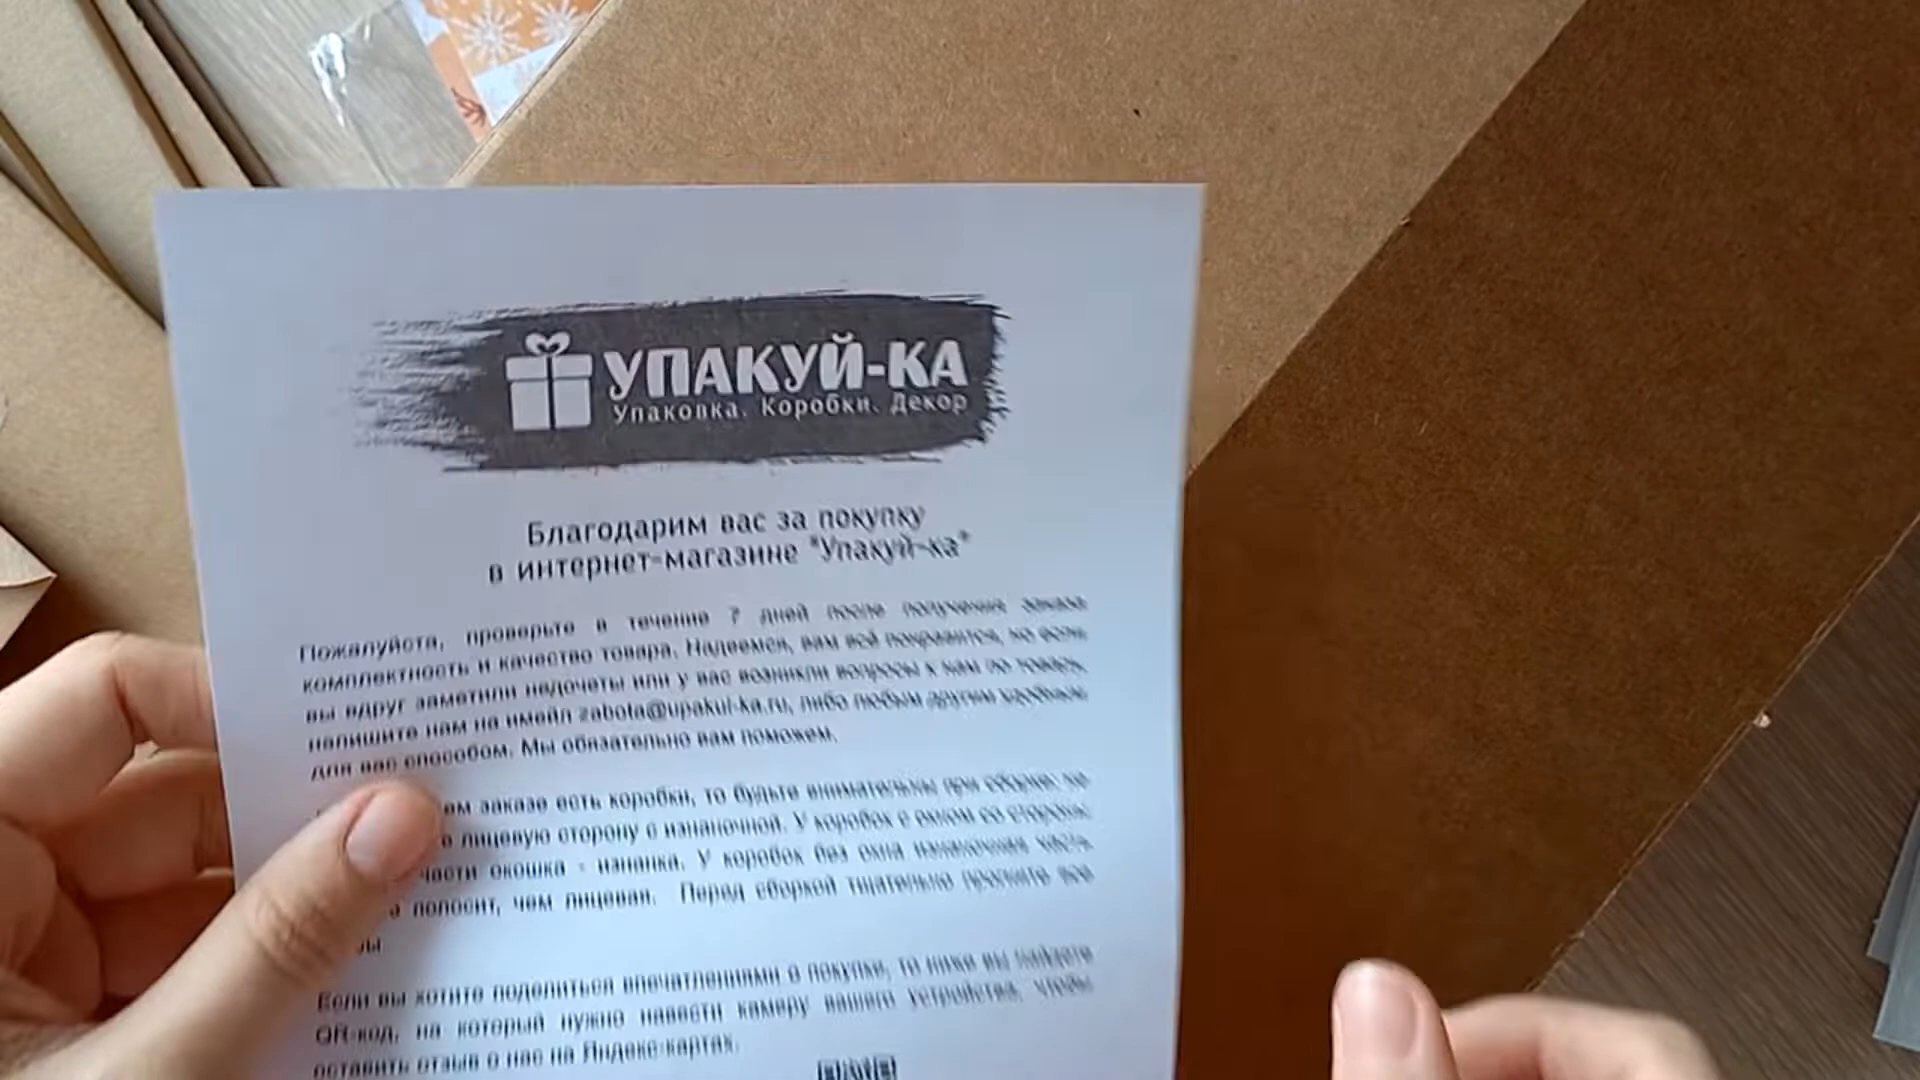 УПАКУЙ-КА
Упаковка. Коробки. Декор
Благодарим вас за покупку
в интернет-магазине "Упакуй-ка"
Пожалуйста, проверьте в течение 7 дней после получения заказа
комплектность и качество товара. Надеемся, вам всё понравится, но если
вы вдруг заметили недочеты или у вас возникли вопросы к нам по товару,
напишите нам на имейл zabota@upakui-ka.ru, либо любым другим удобным
для вас способом. Мы обязательно вам поможем.
заказе есть коробки, то будьте внимательны при сборке: не
лицевую сторону с изнаночной. У коробок с окном со стороны
части окошка - изнанка. У коробок без окна изнаночная часть
полосит, чем лицевая. Перед сборкой тщательно прогните все
Если вы хотите поделиться впечатлениями о покупке, то ниже вы найдете
QR-код, на который нужно навести камеру вашего устройства, чтобы
оставить отзыв о нас на Яндекс-картах.